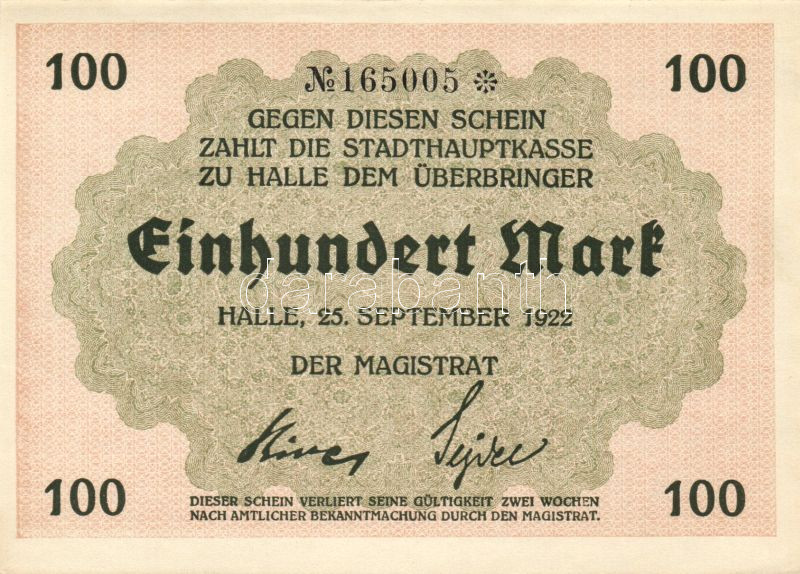 100 №165005 * 100
GEGEN DIESEN SCHEIN
ZAHLT DIE STADTHAUPTKASSE
ZU HALLE DEM ÜBERBRINGER
Einhundert Mark
darabanth
HALLE, 25. SEPTEMBER 1922
DER MAGISTRAT
100 100
DIESER SCHEIN VERLIERT SEINE GÜLTIGKEIT ZWEI WOCHEN
NACH AMTLICHER BEKANNTMACHUNG DURCH DEN MAGISTRAT.